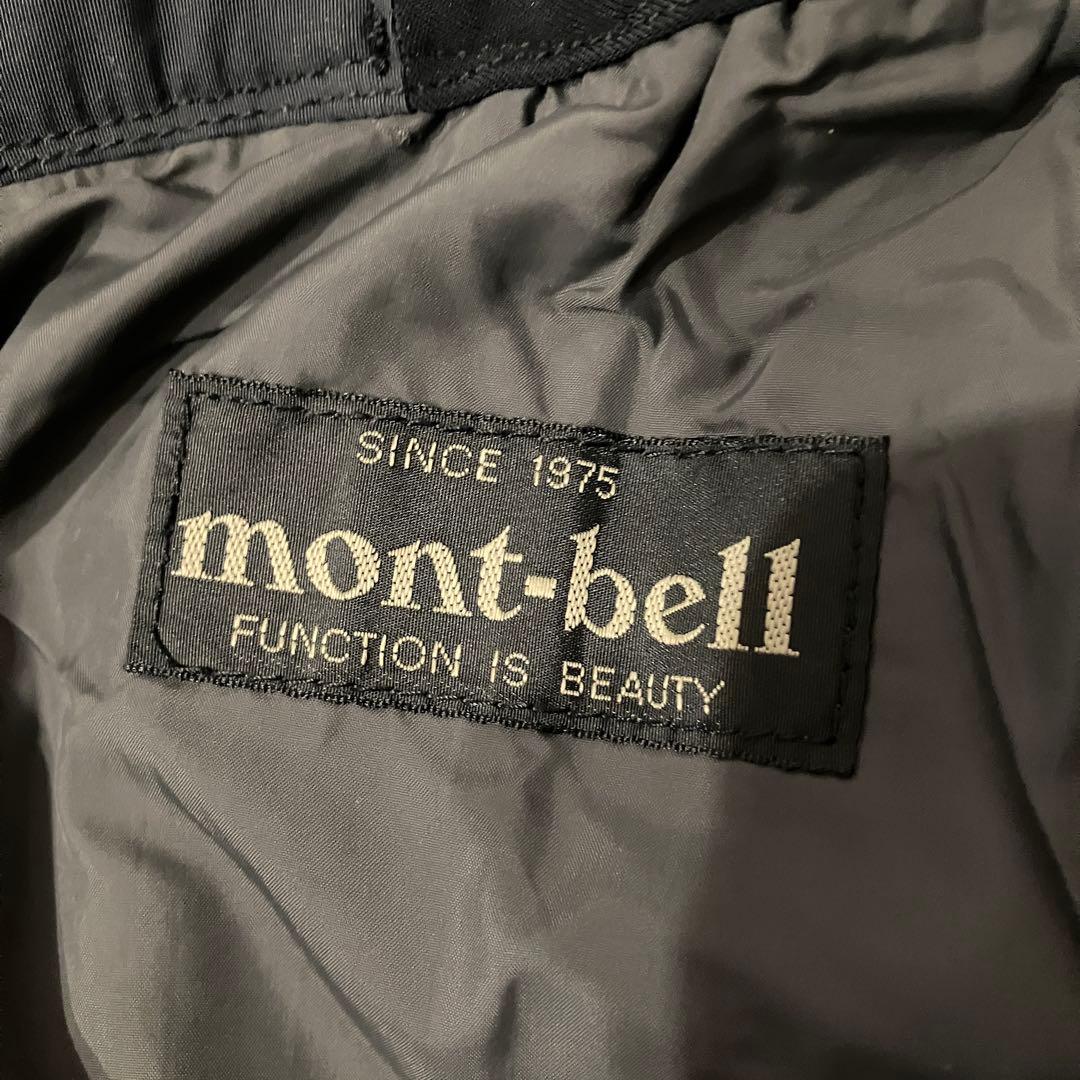 SINCE 1975
mont-bell
FUNCTION IS BEAUTY